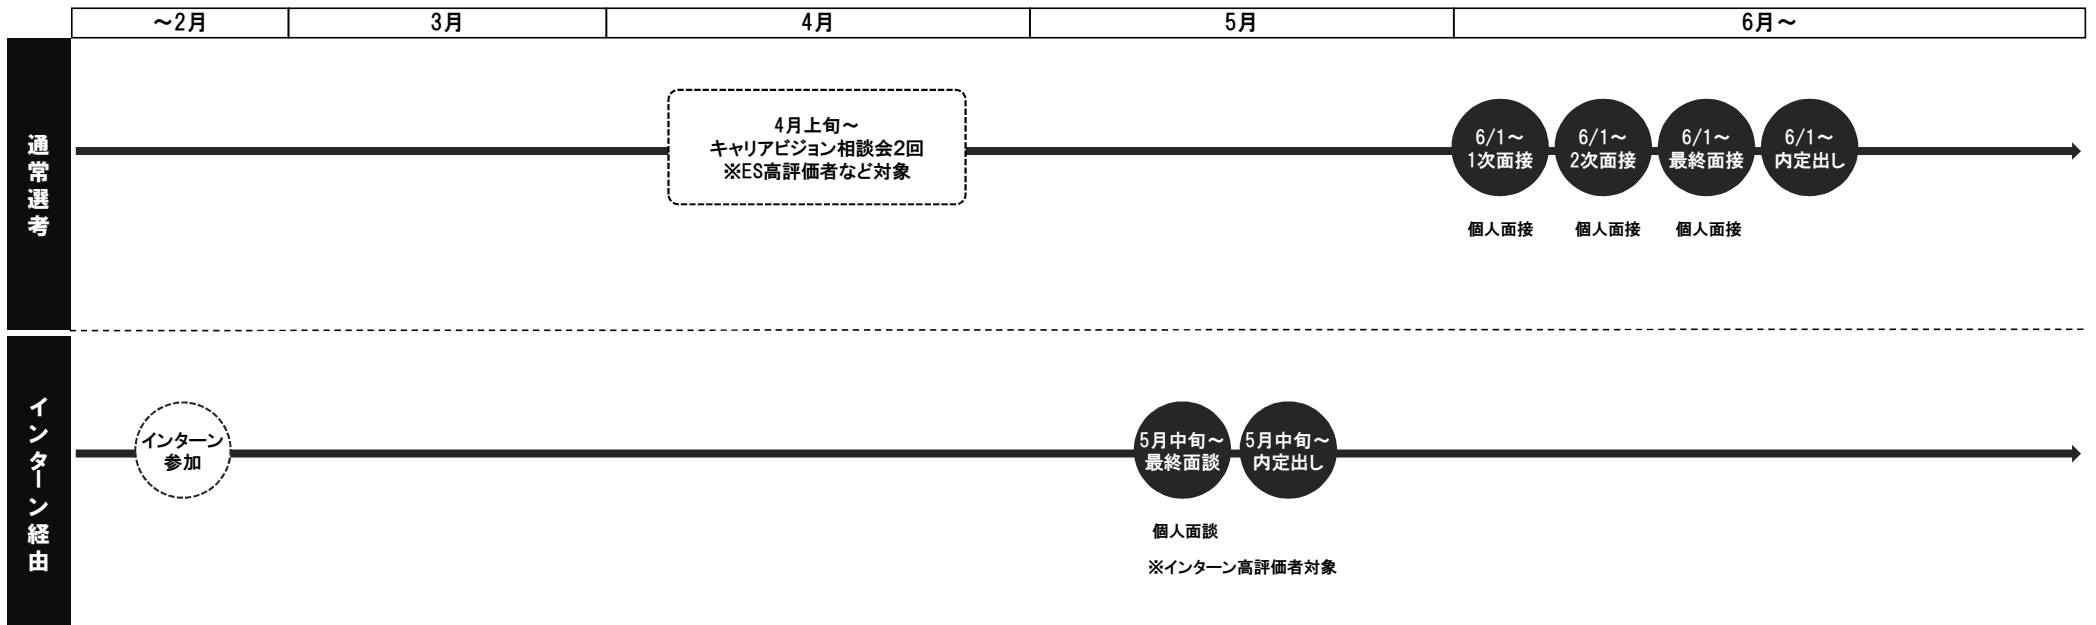 ～2月
3月
4月
5月
6月～
通常選考
4月上旬～
キャリアビジョン相談会2回
※ES高評価者など対象
6/1～
1次面接
6/1～
2次面接
6/1～
最終面接
6/1～
内定出し
個人面接
個人面接
個人面接
インターン経由
インターン
参加
5月中旬～
最終面談
5月中旬～
内定出し
個人面談
※インターン高評価者対象